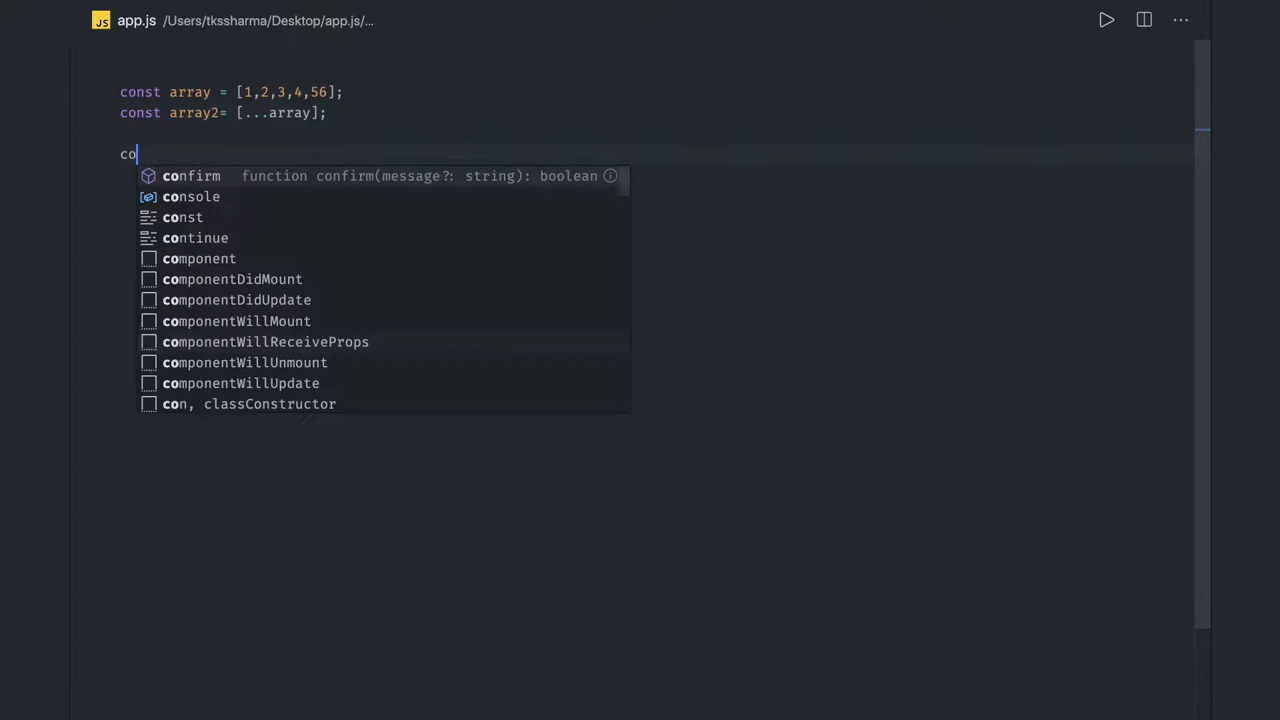 JS app.js /Users/tkssharma/Desktop/app.js/...
const array = [1,2,3,4,56];
const array2= [...array];
co
confirm function confirm(message?: string): boolean
console
const
continue
component
componentDidMount
componentDidUpdate
componentWillMount
componentWillReceiveProps
componentWillUnmount
componentWillUpdate
con, classConstructor